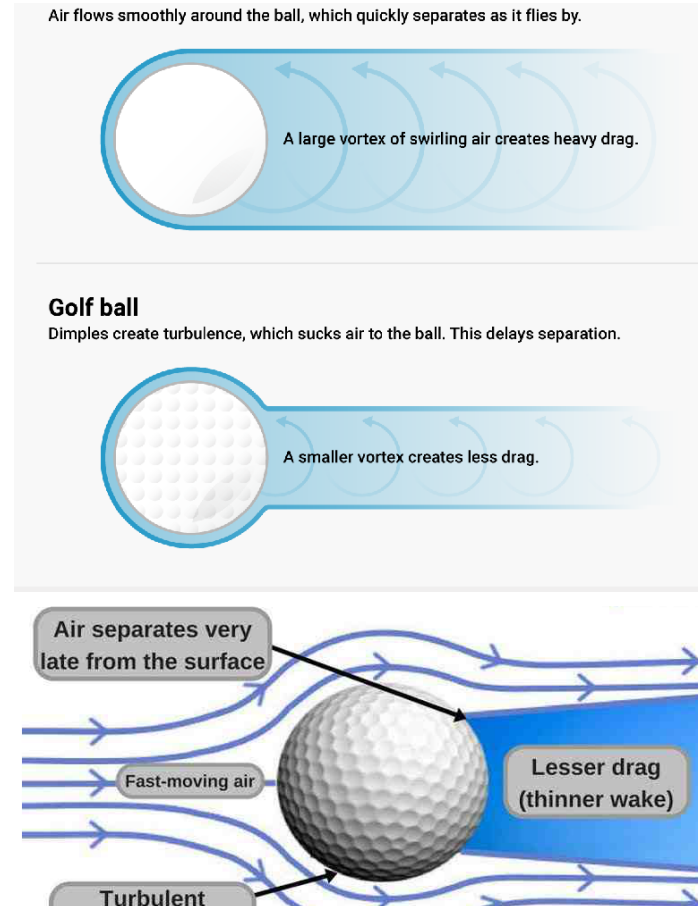 Air flows smoothly around the ball, which quickly separates as it flies by.
A large vortex of swirling air creates heavy drag.
Golf ball
Dimples create turbulence, which sucks air to the ball. This delays separation.
A smaller vortex creates less drag.
Air separates very
late from the surface
Lesser drag
(thinner wake)
Fast-moving air
Turbulent